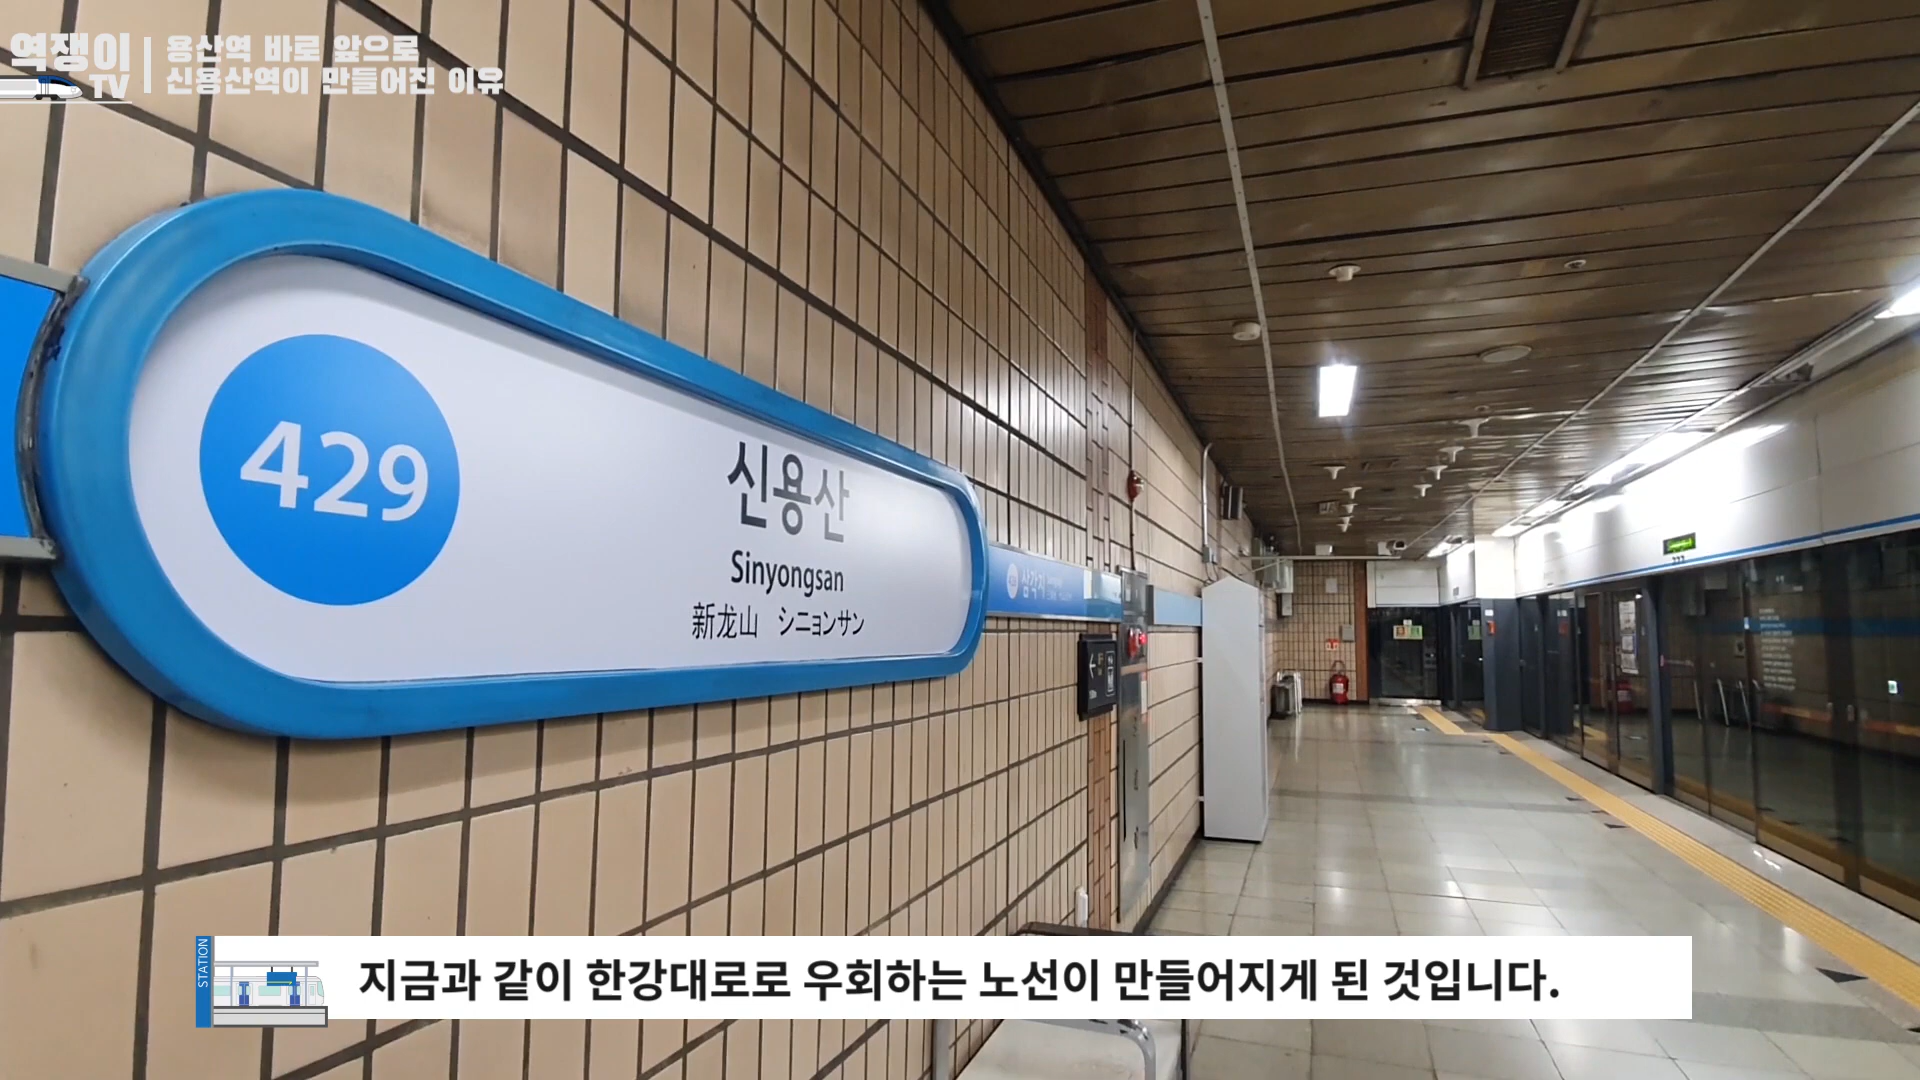 역쟁이
TV
용산역 바로 앞으로
신용산역이 만들어진 이유
429
신용산
Sinyongsan
新龙山 シニョンサン
삼각지
STATION
지금과 같이 한강대로로 우회하는 노선이 만들어지게 된 것입니다.